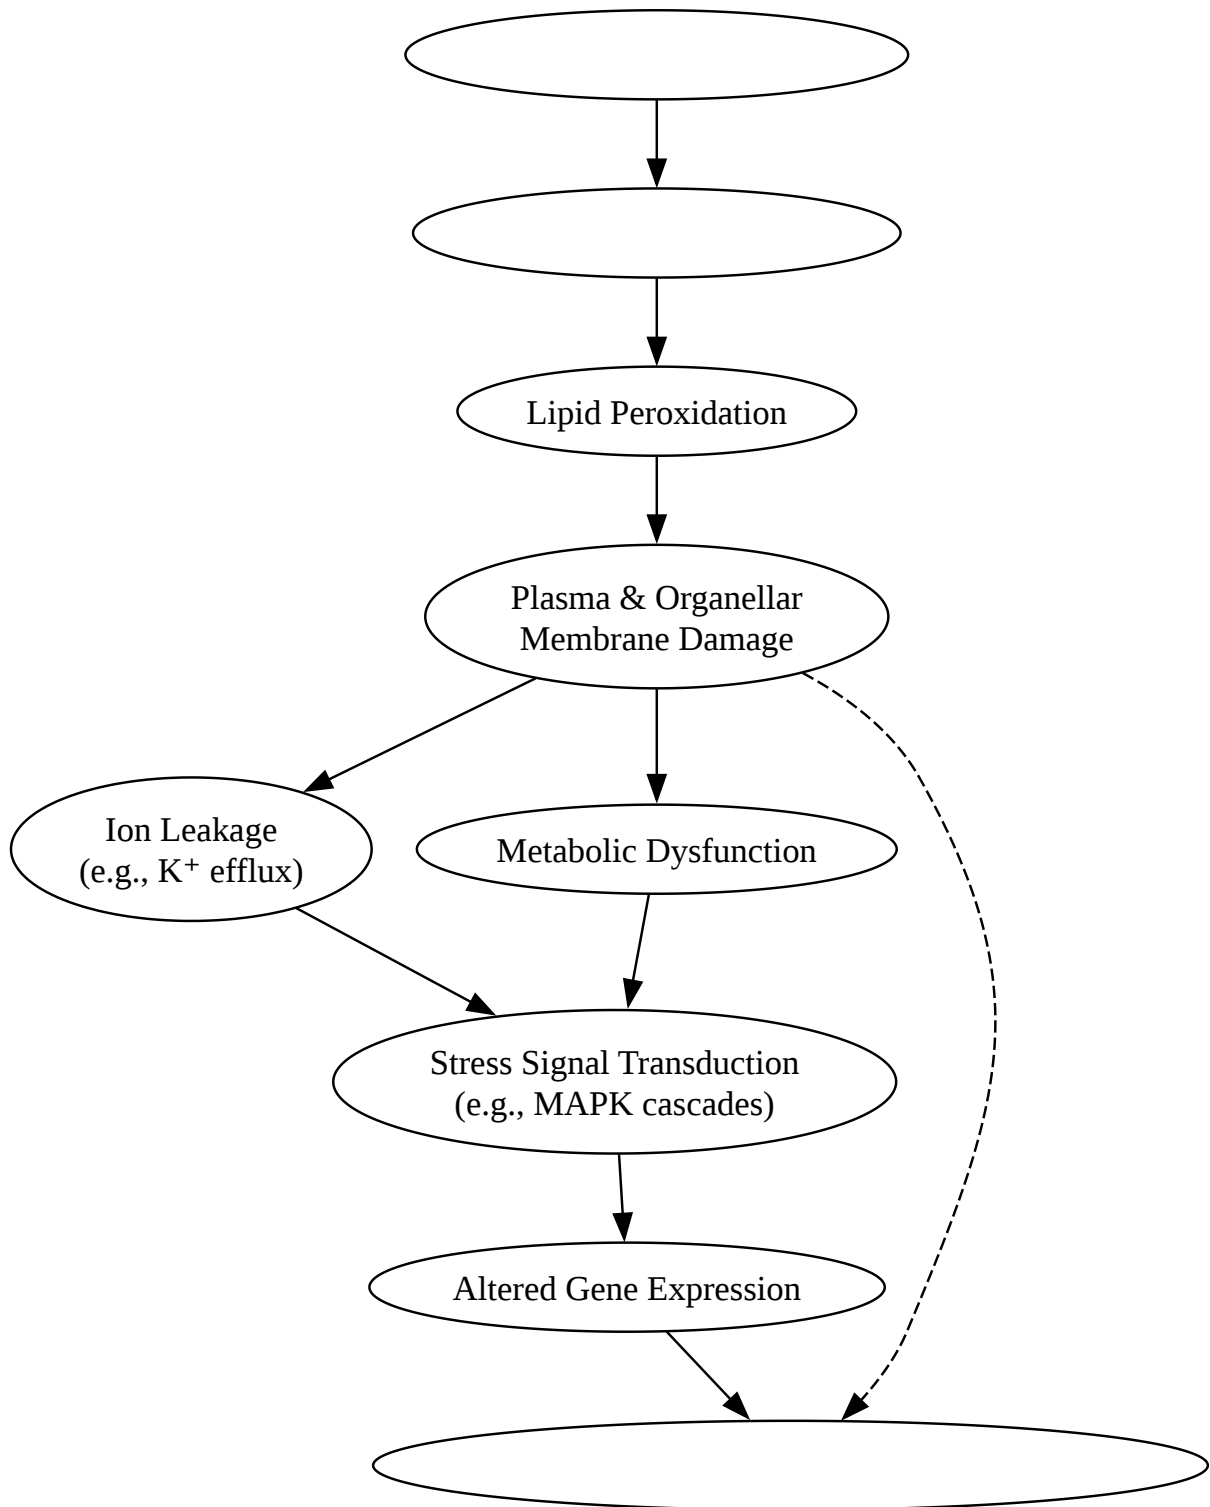 Lipid Peroxidation
Plasma & Organellar
Membrane Damage
Ion Leakage
(e.g., K⁺ efflux)
Metabolic Dysfunction
Stress Signal Transduction
(e.g., MAPK cascades)
Altered Gene Expression